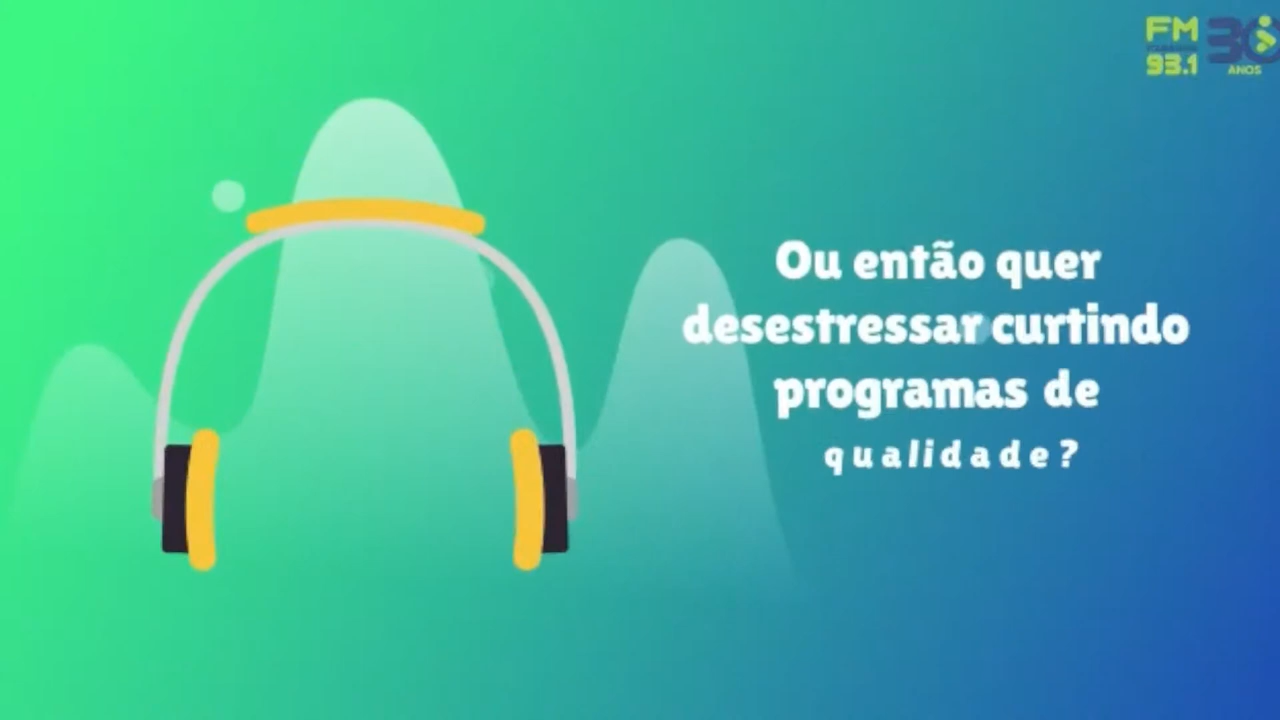 FM
93.1
30
ANOS
Ou então quer
desestressar curtindo
programas de
qualidade?